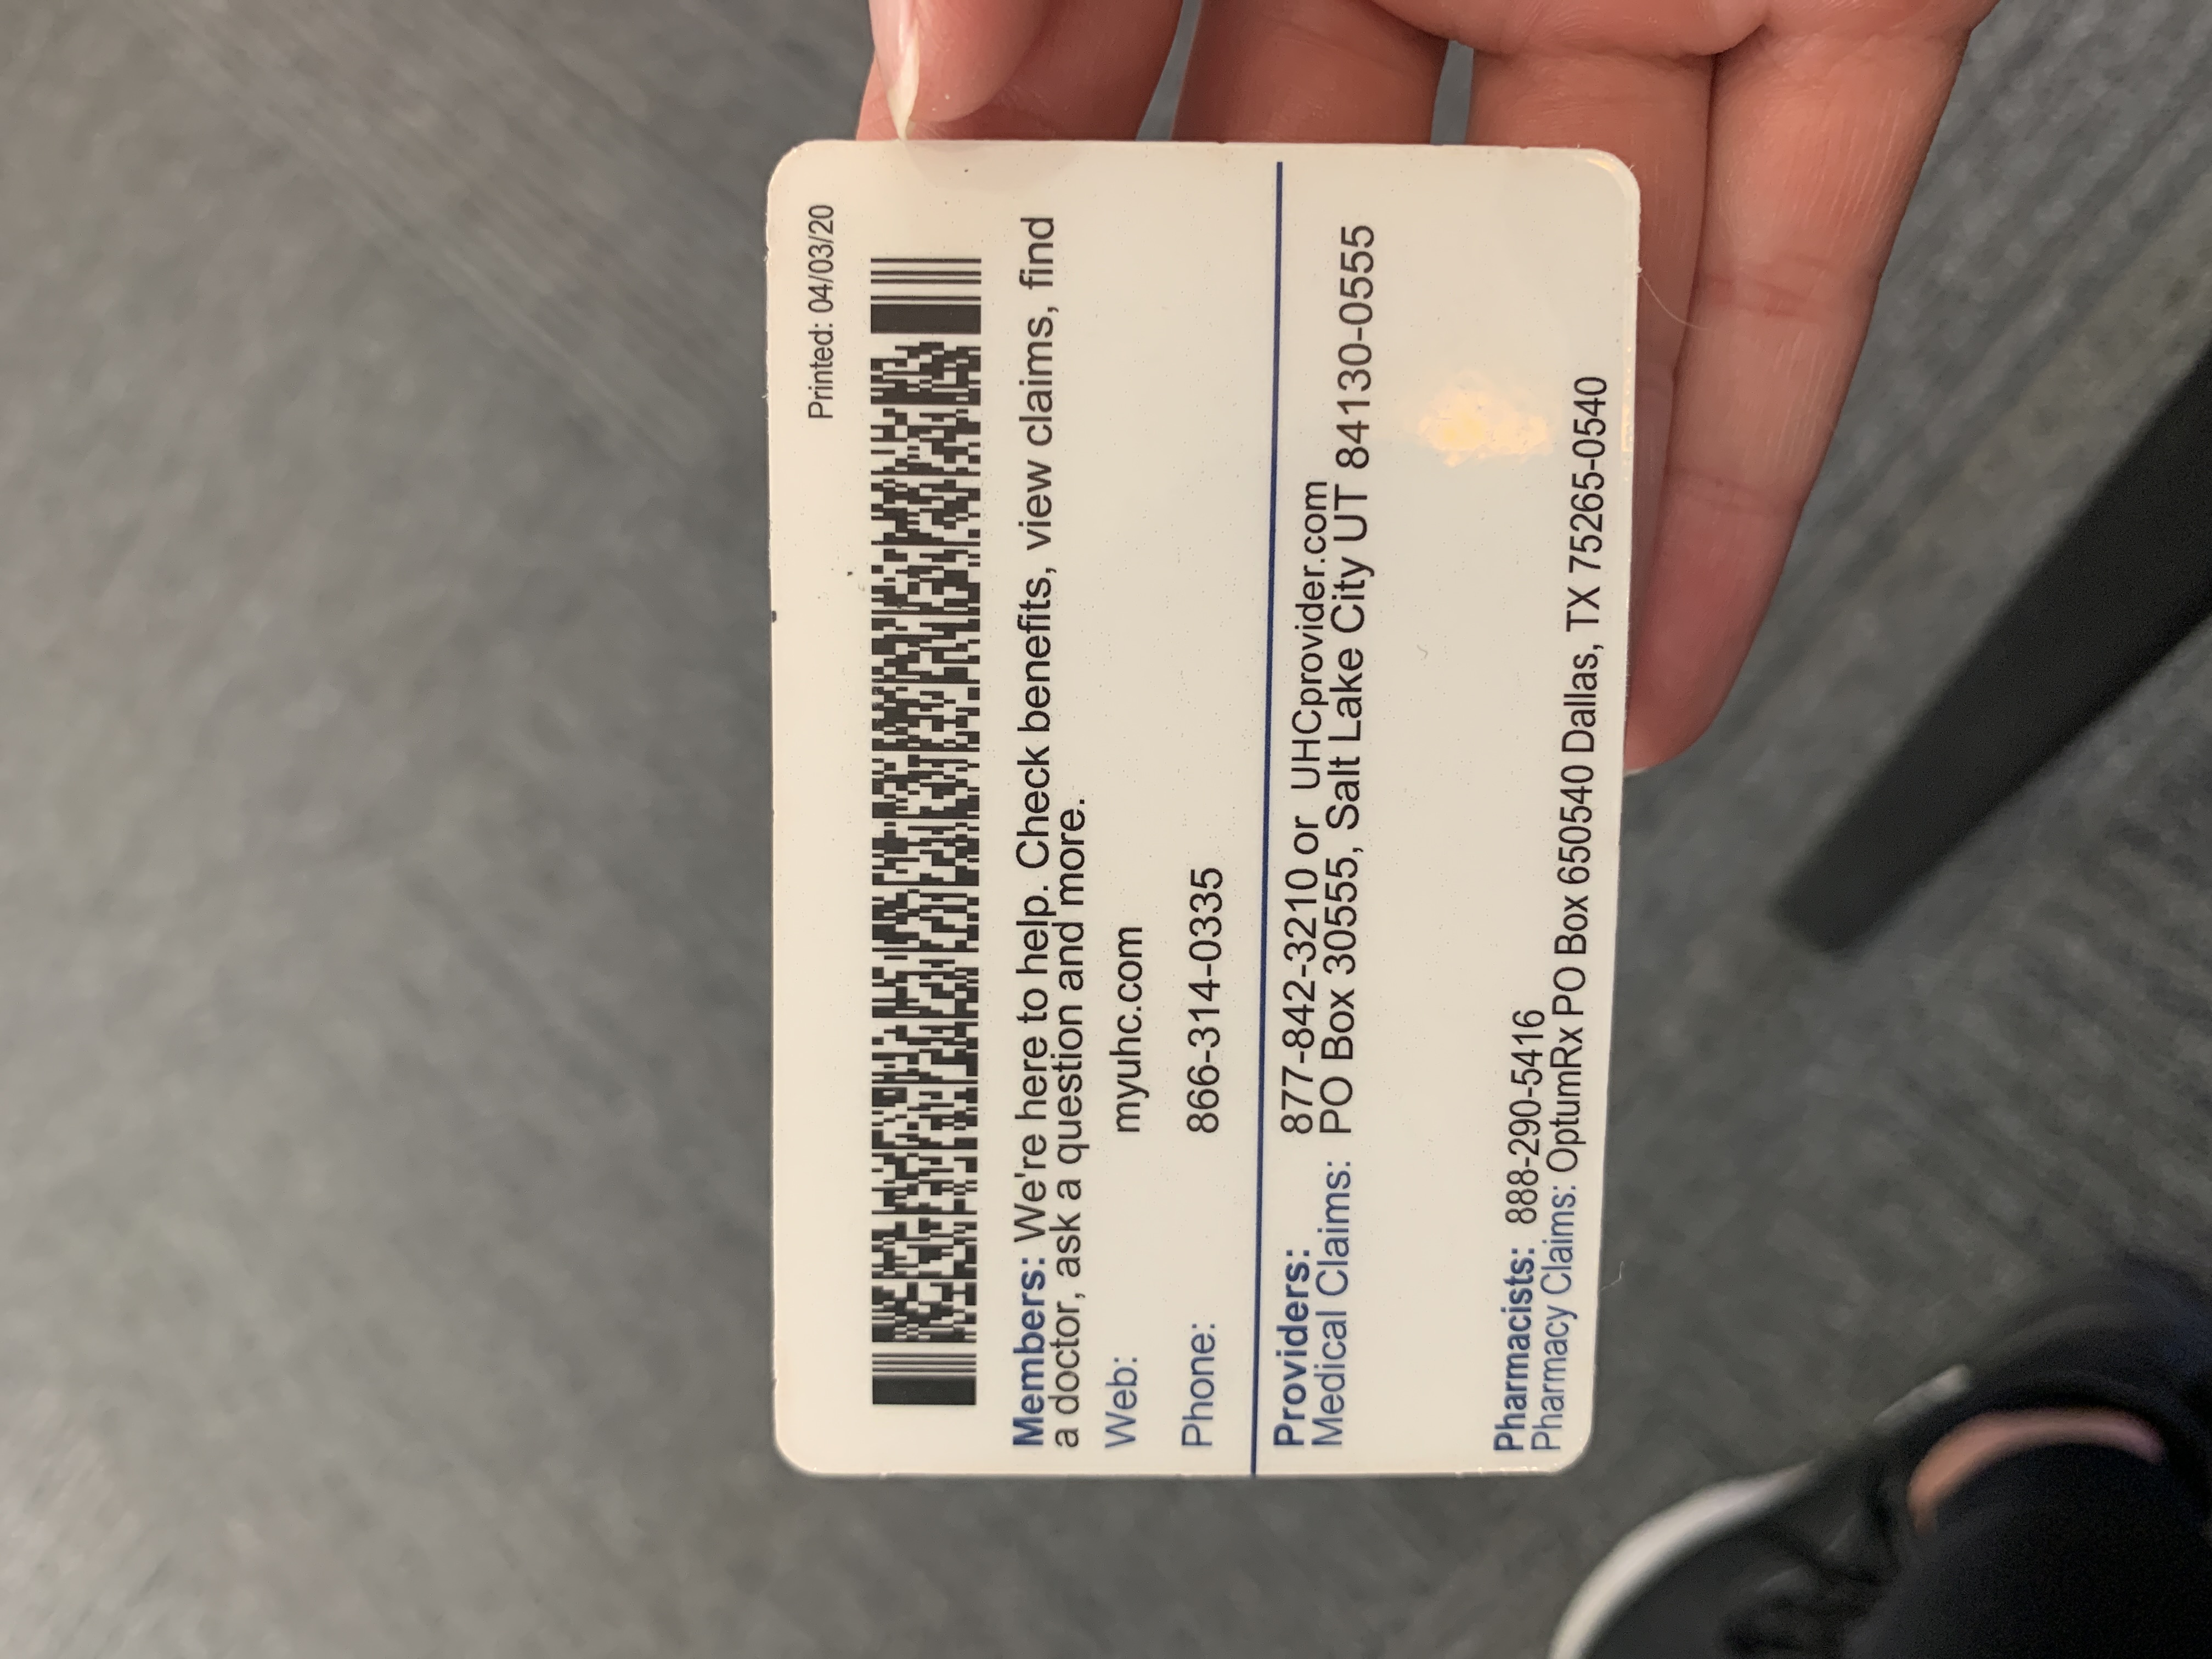 Printed: 04/03/20
Members: We're here to help. Check benefits, view claims, find
a doctor, ask a question and more.
Web: myuhc.com
Phone: 866-314-0335
Providers: 877-842-3210 or UHCprovider.com
Medical Claims: PO Box 30555, Salt Lake City UT 84130-0555
Pharmacists: 888-290-5416
Pharmacy Claims: OptumRx PO Box 650540 Dallas, TX 75265-0540